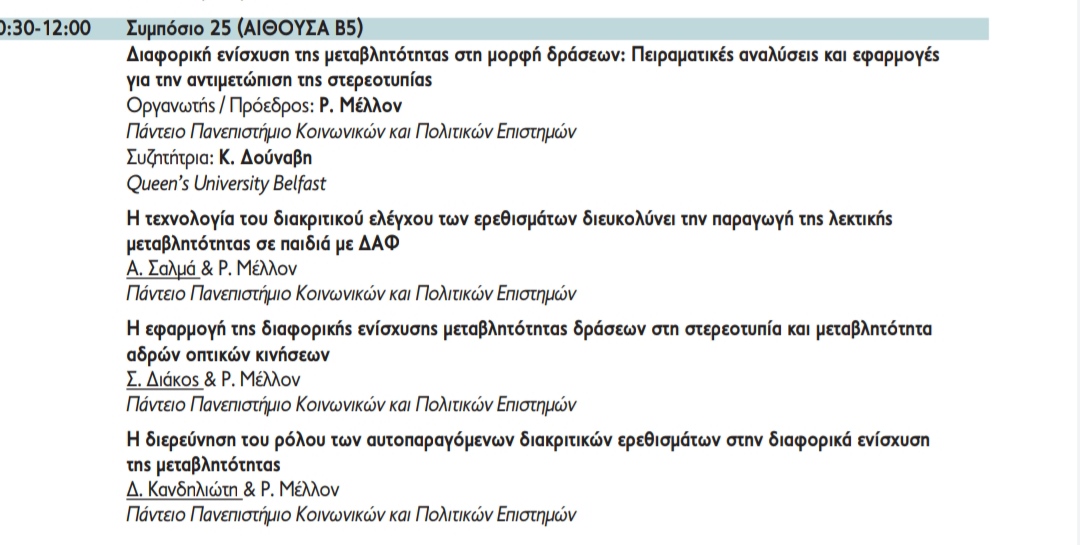 0:30-12:00 Συμπόσιο 25 (ΑΙΘΟΥΣΑ Β5)
Διαφορική ενίσχυση της μεταβλητότητας στη μορφή δράσεων: Πειραματικές αναλύσεις και εφαρμογές
για την αντιμετώπιση της στερεοτυπίας
Οργανωτής / Πρόεδρος: Ρ. Μέλλον
Πάντειο Πανεπιστήμιο Κοινωνικών και Πολιτικών Επιστημών
Συζητήτρια: Κ. Δούναβη
Queen's University Belfast
Η τεχνολογία του διακριτικού ελέγχου των ερεθισμάτων διευκολύνει την παραγωγή της λεκτικής
μεταβλητότητας σε παιδιά με ΔΑΦ
Α. Σαλμά & Ρ. Μέλλον
Πάντειο Πανεπιστήμιο Κοινωνικών και Πολιτικών Επιστημών
Η εφαρμογή της διαφορικής ενίσχυσης μεταβλητότητας δράσεων στη στερεοτυπία και μεταβλητότητα
αδρών οπτικών κινήσεων
Σ. Διάκος & Ρ. Μέλλον
Πάντειο Πανεπιστήμιο Κοινωνικών και Πολιτικών Επιστημών
Η διερεύνηση του ρόλου των αυτοπαραγόμενων διακριτικών ερεθισμάτων στην διαφορικά ενίσχυση
της μεταβλητότητας
Δ. Κανδηλιώτη & Ρ. Μέλλον
Πάντειο Πανεπιστήμιο Κοινωνικών και Πολιτικών Επιστημών